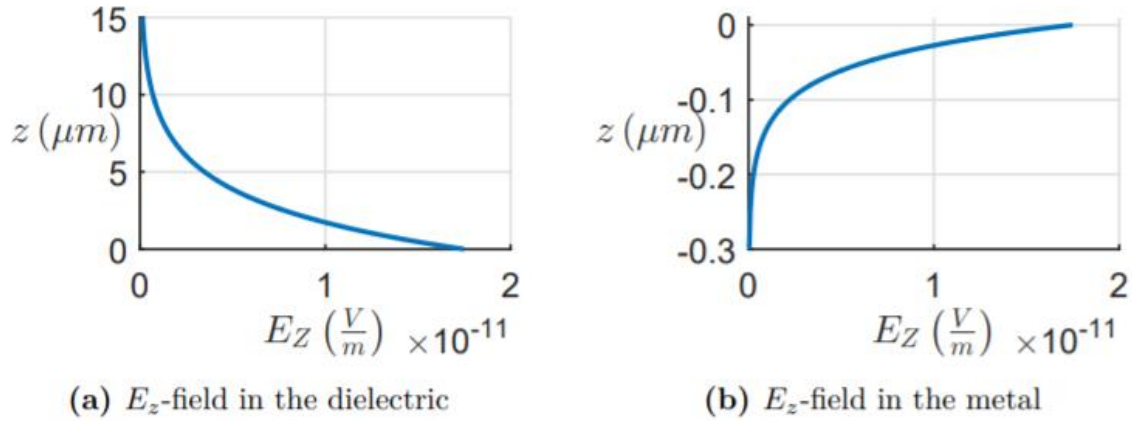 15
10
z (μm)
5
0
0 1 2
E_Z (V/m) ×10^-11
(a) E_z-field in the dielectric
0
-0.1
z (μm)
-0.2
-0.3
0 1 2
E_Z (V/m) ×10^-11
(b) E_z-field in the metal